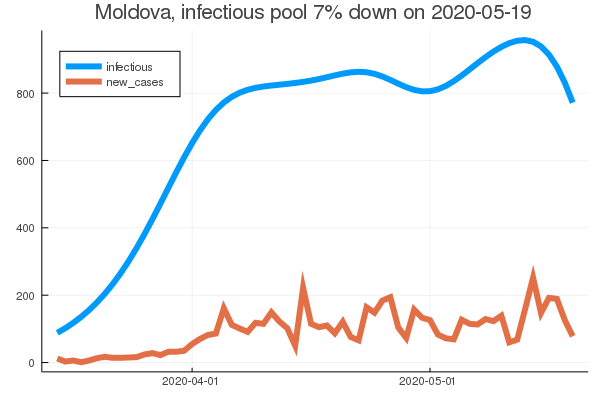 Moldova, infectious pool 7% down on 2020-05-19
infectious
new_cases
800
600
400
200
0
2020-04-01
2020-05-01